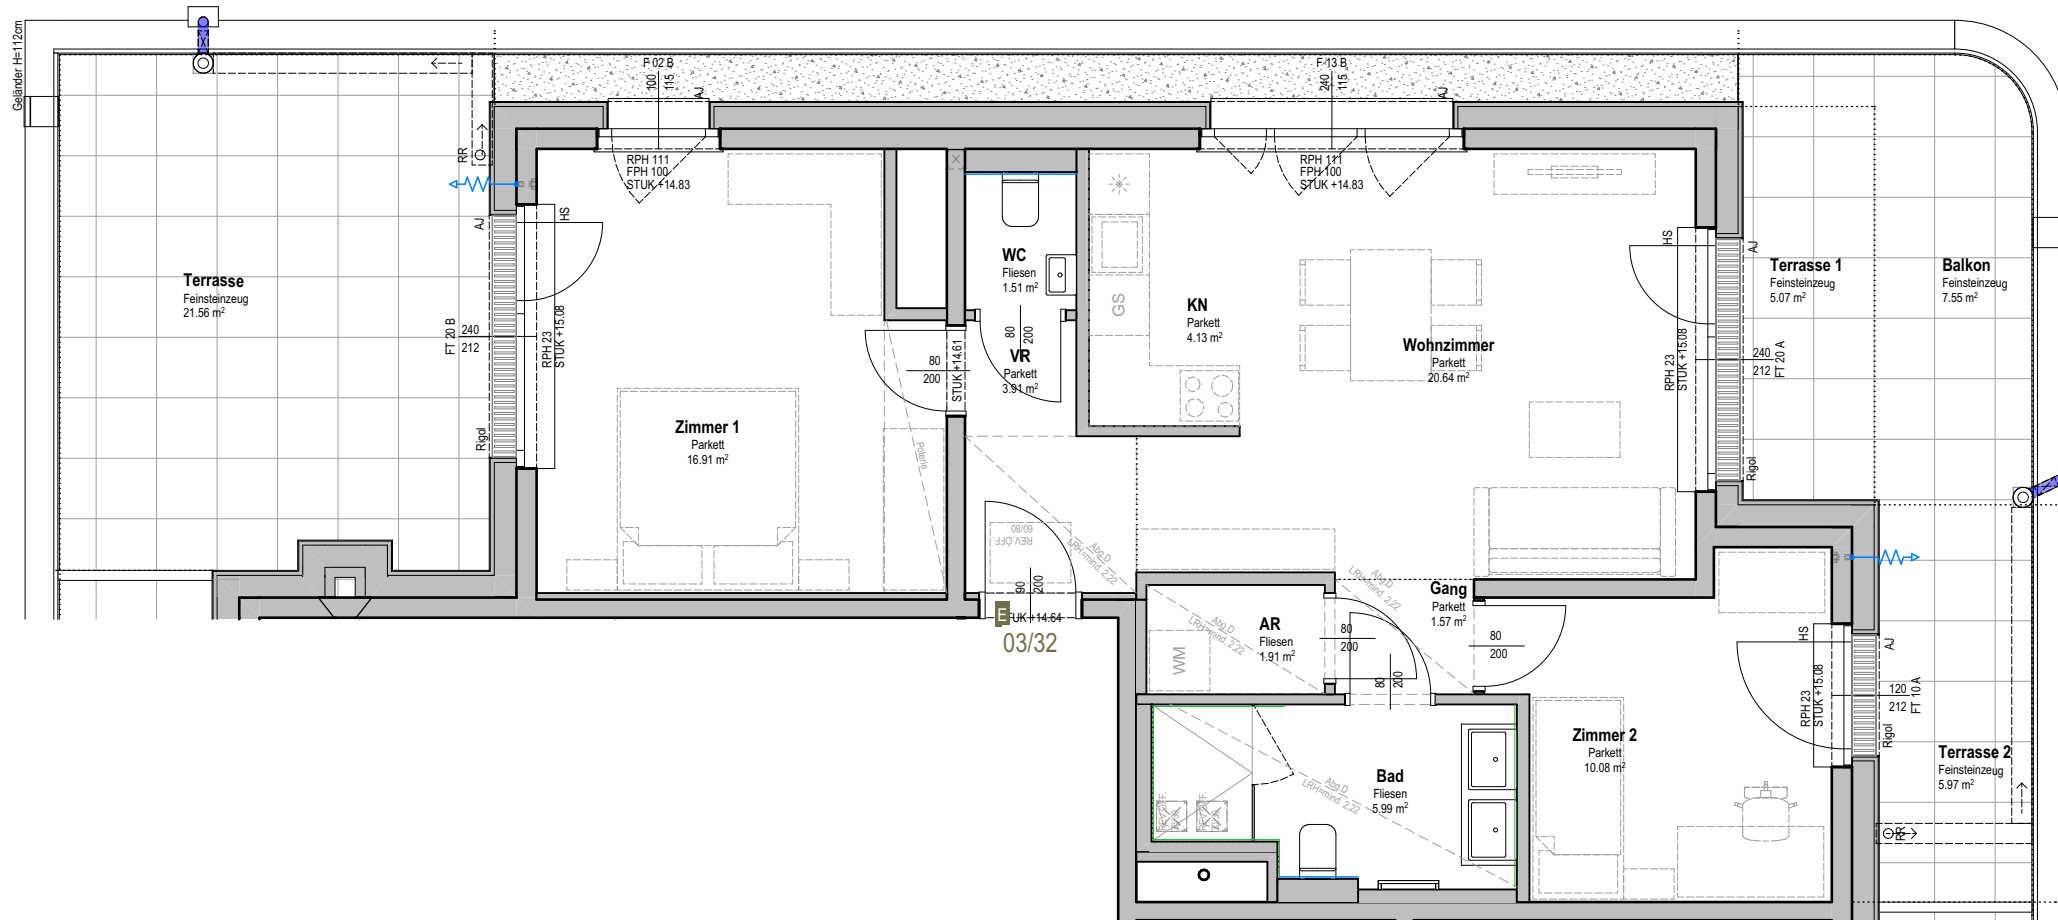 Geländer H=112cm
F 02 B
100
115
AJ
F 13 B
240
115
AJ
RR
RPH 111
FPH 100
STUK +14.83
RPH 111
FPH 100
STUK +14.83
AJ
HS
HS
AJ
WC
Fliesen
1.51 m²
Terrasse
Feinsteinzeug
21.56 m²
Terrasse 1
Feinsteinzeug
5.07 m²
Balkon
Feinsteinzeug
7.55 m²
GS
KN
Parkett
4.13 m²
FT 20 B
240
212
RPH 23
STUK +15.08
80
200
VR
Parkett
3.91 m²
80
200
STUK +14.61
Wohnzimmer
Parkett
20.64 m²
RPH 23
STUK +15.08
240
212
FT 20 A
Zimmer 1
Parkett
16.91 m²
Rigol
Poterie
Rigol
REV.ÖFF.
60/80
Abg.D
LRH=mind. 2,22
Abg.D
LRH=mind. 2,22
90
200
E
STUK +14.64
03/32
Gang
Parkett
1.57 m²
AR
Fliesen
1.91 m²
Abg.D
LRH=mind. 2,22
WM
80
200
80
200
80
200
HS
AJ
RPH 23
STUK +15.08
120
212
FT 10 A
Rigol
Zimmer 2
Parkett
10.08 m²
Terrasse 2
Feinsteinzeug
5.97 m²
Bad
Fliesen
5.99 m²
Abg.D
LRH=mind. 2,22
RR